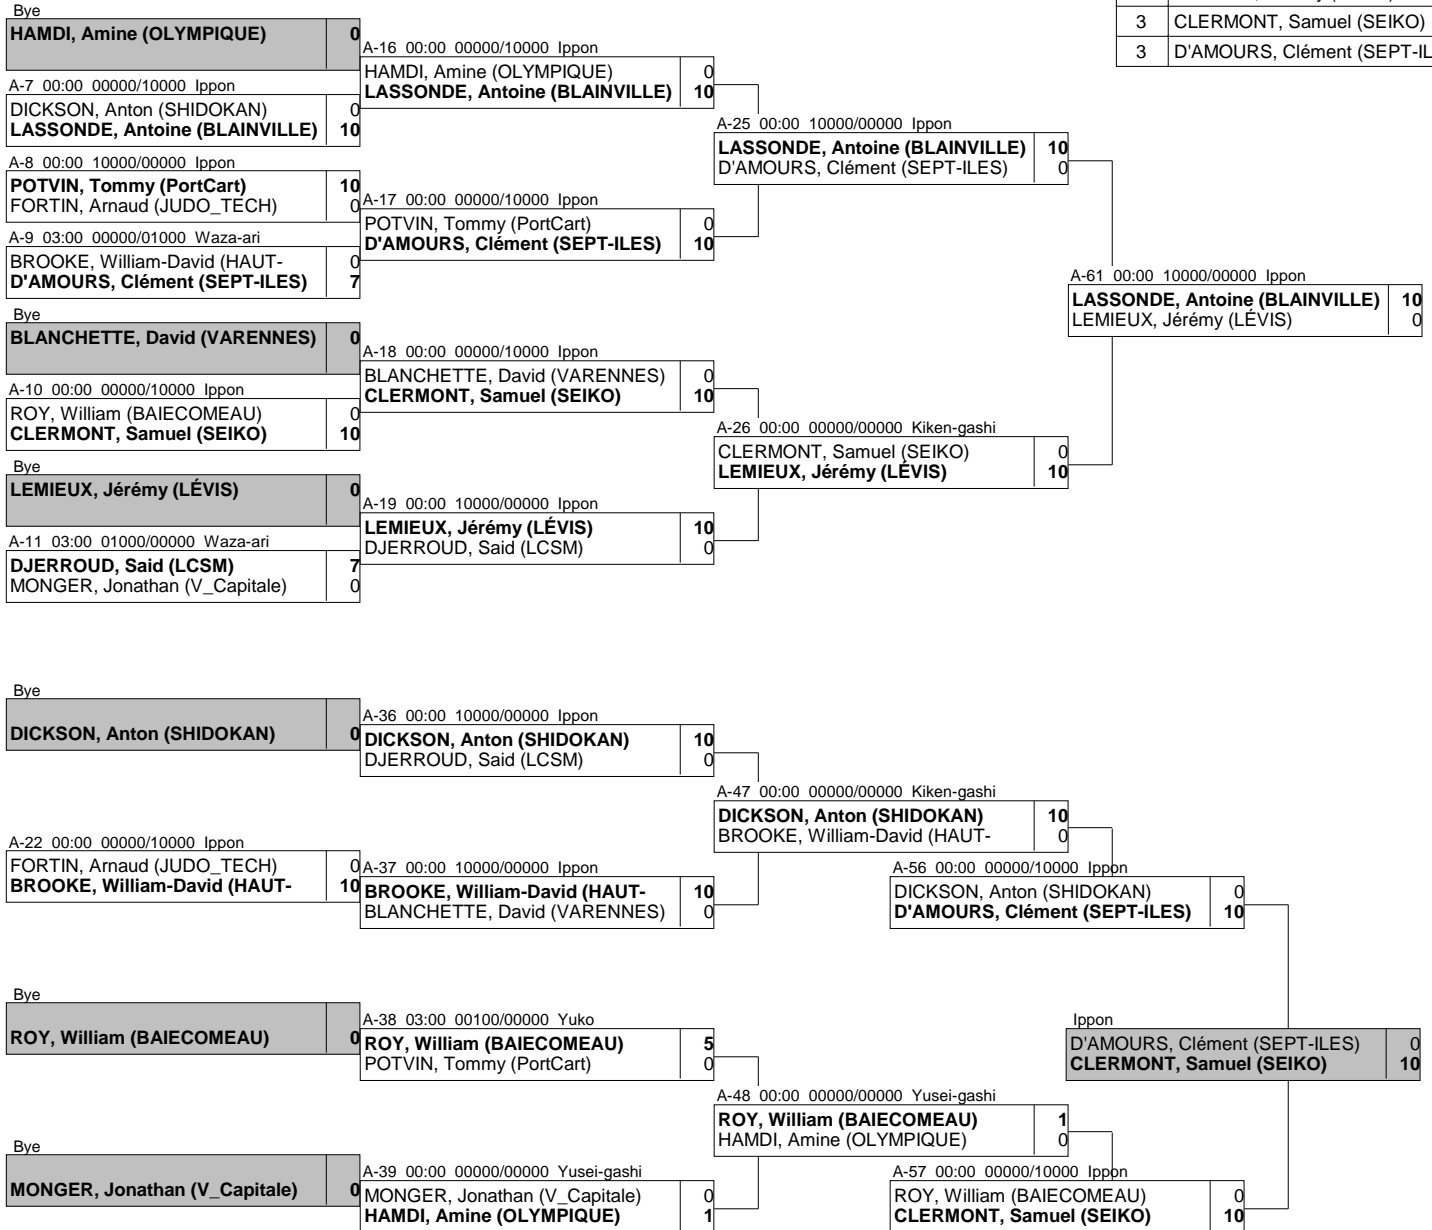 Bye
HAMDI, Amine (OLYMPIQUE) 0
A-7 00:00 00000/10000 Ippon
DICKSON, Anton (SHIDOKAN) 0
LASSONDE, Antoine (BLAINVILLE) 10
A-8 00:00 10000/00000 Ippon
POTVIN, Tommy (PortCart) 10
FORTIN, Arnaud (JUDO_TECH) 0
A-9 03:00 00000/01000 Waza-ari
BROOKE, William-David (HAUT- 0
D'AMOURS, Clément (SEPT-ILES) 7
Bye
BLANCHETTE, David (VARENNES) 0
A-10 00:00 00000/10000 Ippon
ROY, William (BAIECOMEAU) 0
CLERMONT, Samuel (SEIKO) 10
Bye
LEMIEUX, Jérémy (LÉVIS) 0
A-11 03:00 01000/00000 Waza-ari
DJERROUD, Said (LCSM) 7
MONGER, Jonathan (V_Capitale) 0
A-16 00:00 00000/10000 Ippon
HAMDI, Amine (OLYMPIQUE) 0
LASSONDE, Antoine (BLAINVILLE) 10
A-17 00:00 00000/10000 Ippon
POTVIN, Tommy (PortCart) 0
D'AMOURS, Clément (SEPT-ILES) 10
A-18 00:00 00000/10000 Ippon
BLANCHETTE, David (VARENNES) 0
CLERMONT, Samuel (SEIKO) 10
A-19 00:00 10000/00000 Ippon
LEMIEUX, Jérémy (LÉVIS) 10
DJERROUD, Said (LCSM) 0
A-25 00:00 10000/00000 Ippon
LASSONDE, Antoine (BLAINVILLE) 10
D'AMOURS, Clément (SEPT-ILES) 0
A-26 00:00 00000/00000 Kiken-gashi
CLERMONT, Samuel (SEIKO) 0
LEMIEUX, Jérémy (LÉVIS) 10
A-61 00:00 10000/00000 Ippon
LASSONDE, Antoine (BLAINVILLE) 10
LEMIEUX, Jérémy (LÉVIS) 0
3 CLERMONT, Samuel (SEIKO)
3 D'AMOURS, Clément (SEPT-IL
Bye
DICKSON, Anton (SHIDOKAN) 0
A-22 00:00 00000/10000 Ippon
FORTIN, Arnaud (JUDO_TECH) 0
BROOKE, William-David (HAUT- 10
Bye
ROY, William (BAIECOMEAU) 0
Bye
MONGER, Jonathan (V_Capitale) 0
A-36 00:00 10000/00000 Ippon
DICKSON, Anton (SHIDOKAN) 10
DJERROUD, Said (LCSM) 0
A-37 00:00 10000/00000 Ippon
BROOKE, William-David (HAUT- 10
BLANCHETTE, David (VARENNES) 0
A-38 03:00 00100/00000 Yuko
ROY, William (BAIECOMEAU) 5
POTVIN, Tommy (PortCart) 0
A-39 00:00 00000/00000 Yusei-gashi
MONGER, Jonathan (V_Capitale) 0
HAMDI, Amine (OLYMPIQUE) 1
A-47 00:00 00000/00000 Kiken-gashi
DICKSON, Anton (SHIDOKAN) 10
BROOKE, William-David (HAUT- 0
A-48 00:00 00000/00000 Yusei-gashi
ROY, William (BAIECOMEAU) 1
HAMDI, Amine (OLYMPIQUE) 0
A-56 00:00 00000/10000 Ippon
DICKSON, Anton (SHIDOKAN) 0
D'AMOURS, Clément (SEPT-ILES) 10
A-57 00:00 00000/10000 Ippon
ROY, William (BAIECOMEAU) 0
CLERMONT, Samuel (SEIKO) 10
Ippon
D'AMOURS, Clément (SEPT-ILES) 0
CLERMONT, Samuel (SEIKO) 10